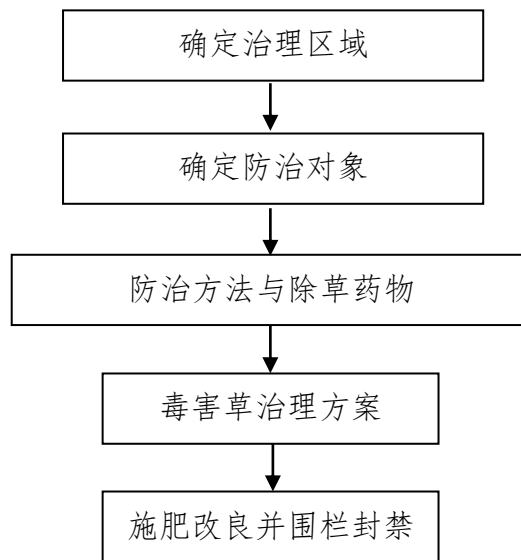 确定治理区域
确定防治对象
防治方法与除草药物
毒害草治理方案
施肥改良并围栏封禁